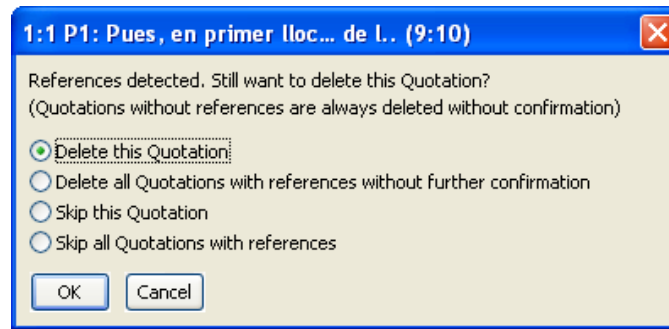 1:1 P1: Pues, en primer lloc... de l.. (9:10)
References detected. Still want to delete this Quotation?
(Quotations without references are always deleted without confirmation)
Delete this Quotation
Delete all Quotations with references without further confirmation
Skip this Quotation
Skip all Quotations with references
OK
Cancel